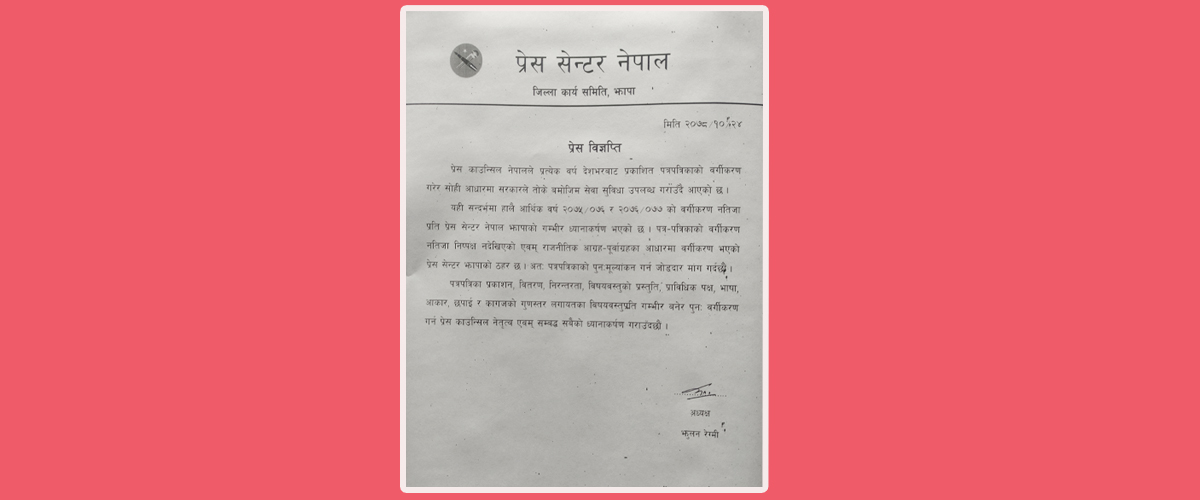 प्रेस सेन्टर नेपाल
जिल्ला कार्य समिति, झापा
मिति २०७८/१०/२४
प्रेस विज्ञप्ति
प्रेस काउन्सिल नेपालले प्रत्येक वर्ष देशभरबाट प्रकाशित पत्रपत्रिकाको वर्गीकरण
गरेर सोही आधारमा सरकारले तोके बमोजिम सेवा सुविधा उपलब्ध गराउँदै आएको छ ।
यही सन्दर्भमा हालै आर्थिक वर्ष २०७५/०७६ र २०७६/०७७ को वर्गीकरण नतिजा
प्रति प्रेस सेन्टर नेपाल झापाको गम्भीर ध्यानाकर्षण भएको छ । पत्र-पत्रिकाको वर्गीकरण
नतिजा निष्पक्ष नदेखिएको एवम् राजनीतिक आग्रह-पूर्वाग्रहका आधारमा वर्गीकरण भएको
प्रेस सेन्टर झापाको ठहर छ । अतः पत्रपत्रिकाको पुनःमूल्यांकन गर्न जोडदार माग गर्दछौं ।
पत्रपत्रिका प्रकाशन, वितरण, निरन्तरता, विषयवस्तुको प्रस्तुति, प्राविधिक पक्ष, भाषा,
आकार, छपाई र कागजको गुणस्तर लगायतका विषयवस्तुप्रति गम्भीर बनेर पुनः वर्गीकरण
गर्न प्रेस काउन्सिल नेतृत्व एवम् सम्बद्ध सबैको ध्यानाकर्षण गराउँदछौं ।
अध्यक्ष
झुलन रेग्मी